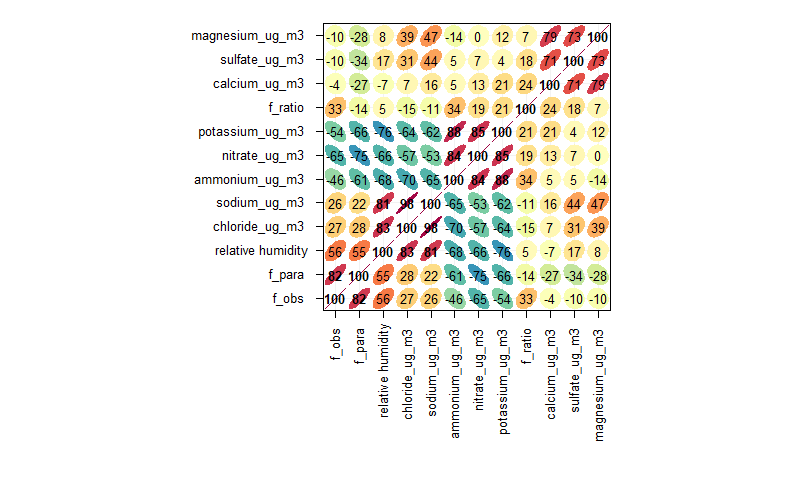 magnesium_ug_m3 -10 -28 8 39 47 -14 0 12 7 79 73 100
sulfate_ug_m3 -10 -34 17 31 44 5 7 4 18 71 100 73
calcium_ug_m3 -4 -27 -7 7 16 5 13 21 24 100 71 79
f_ratio 33 -14 5 -15 -11 34 19 21 100 24 18 7
potassium_ug_m3 -54 -66 -76 -64 -62 88 85 100 21 21 4 12
nitrate_ug_m3 -65 -75 -66 -57 -53 84 100 85 19 13 7 0
ammonium_ug_m3 -46 -61 -68 -70 -65 100 84 88 34 5 5 -14
sodium_ug_m3 26 22 81 98 100 -65 -53 -62 -11 16 44 47
chloride_ug_m3 27 28 83 100 98 -70 -57 -64 -15 7 31 39
relative humidity 56 55 100 83 81 -68 -66 -76 5 -7 17 8
f_para 82 100 55 28 22 -61 -75 -66 -14 -27 -34 -28
f_obs 100 82 56 27 26 -46 -65 -54 33 -4 -10 -10
f_obs
f_para
relative humidity
chloride_ug_m3
sodium_ug_m3
ammonium_ug_m3
nitrate_ug_m3
potassium_ug_m3
f_ratio
calcium_ug_m3
sulfate_ug_m3
magnesium_ug_m3